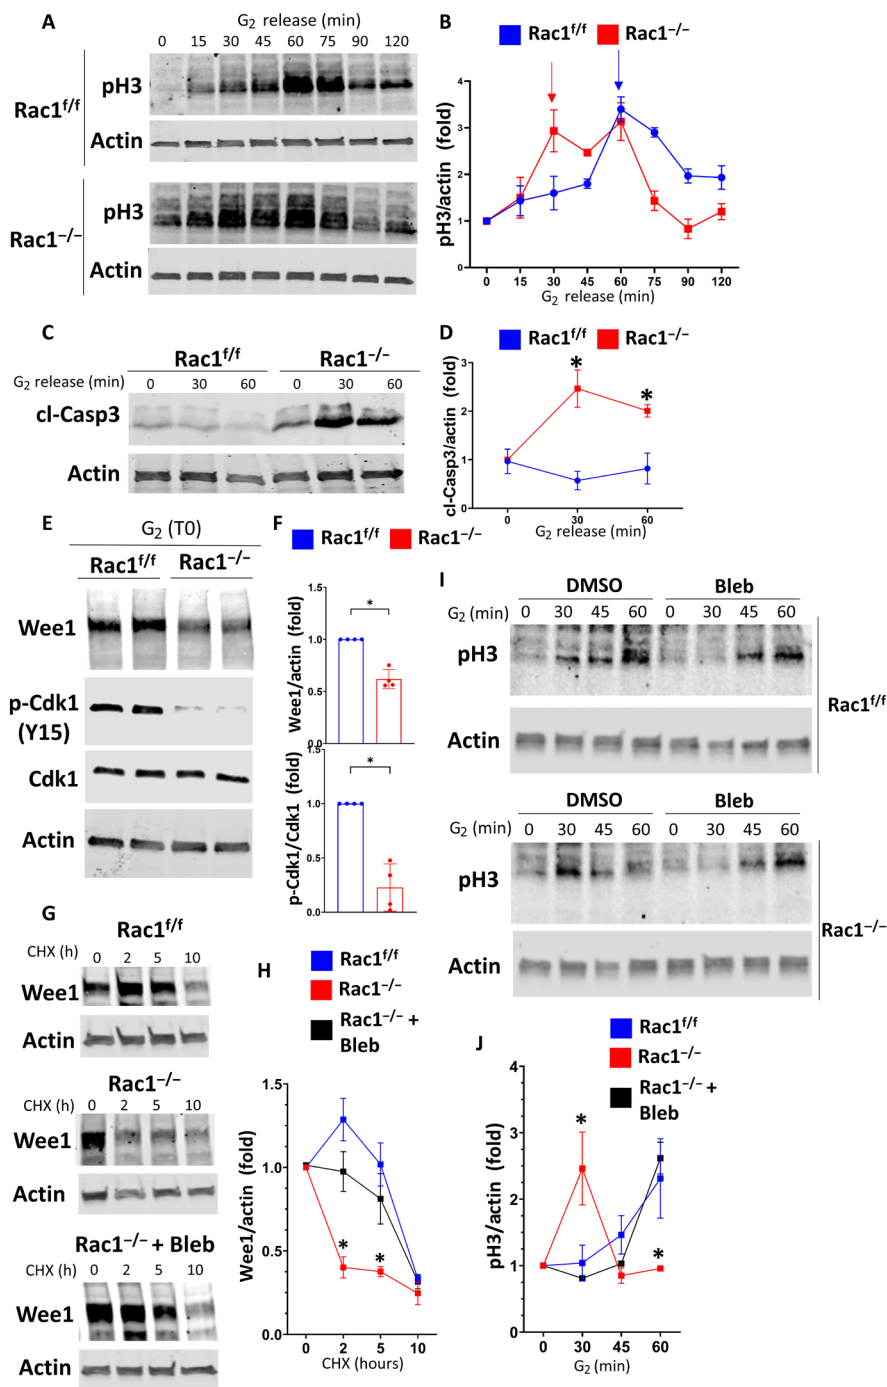 A
G₂ release (min)
0 15 30 45 60 75 90 120
Rac1f/f
pH3
Actin
Rac1−/−
pH3
Actin
B
Rac1f/f Rac1−/−
pH3/actin (fold)
4
3
2
1
0
0 15 30 45 60 75 90 120
G₂ release (min)
C
Rac1f/f Rac1−/−
G₂ release (min) 0 30 60 0 30 60
cl-Casp3
Actin
D
Rac1f/f Rac1−/−
cl-Casp3/actin (fold)
3
2
1
0
* *
0 30 60
G₂ release (min)
E
G₂ (T0)
Rac1f/f Rac1−/−
Wee1
p-Cdk1
(Y15)
Cdk1
Actin
F
Rac1f/f Rac1−/−
Wee1/actin (fold)
1.5
1.0
0.5
0.0
*
p-Cdk1/Cdk1 (fold)
1.5
1.0
0.5
0.0
*
G
Rac1f/f
CHX (h) 0 2 5 10
Wee1
Actin
Rac1−/−
CHX (h) 0 2 5 10
Wee1
Actin
Rac1−/− + Bleb
CHX (h) 0 2 5 10
Wee1
Actin
H
Rac1f/f
Rac1−/−
Rac1−/− +
Bleb
Wee1/actin (fold)
1.5
1.0
0.5
0.0
* *
0 2 5 10
CHX (hours)
I
DMSO Bleb
G₂ (min) 0 30 45 60 0 30 45 60
pH3
Actin
Rac1f/f
DMSO Bleb
G₂ (min) 0 30 45 60 0 30 45 60
pH3
Actin
Rac1−/−
J
Rac1f/f
Rac1−/−
Rac1−/− +
Bleb
pH3/actin (fold)
4
3
2
1
0
* *
0 30 45 60
G₂ (min)